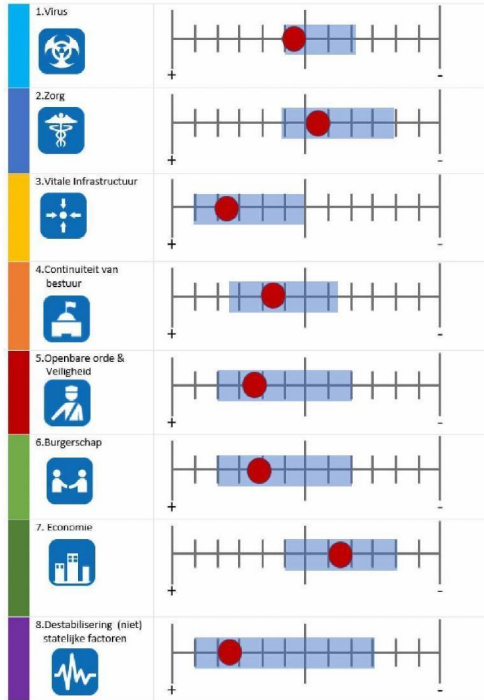 1.Virus
+ -
2.Zorg
+ -
3.Vitale Infrastructuur
+ -
4.Continuiteit van
bestuur
+ -
5.Openbare orde &
Veiligheid
+ -
6.Burgerschap
+ -
7. Economie
+ -
8.Destabilisering (niet)
statelijke factoren
+ -